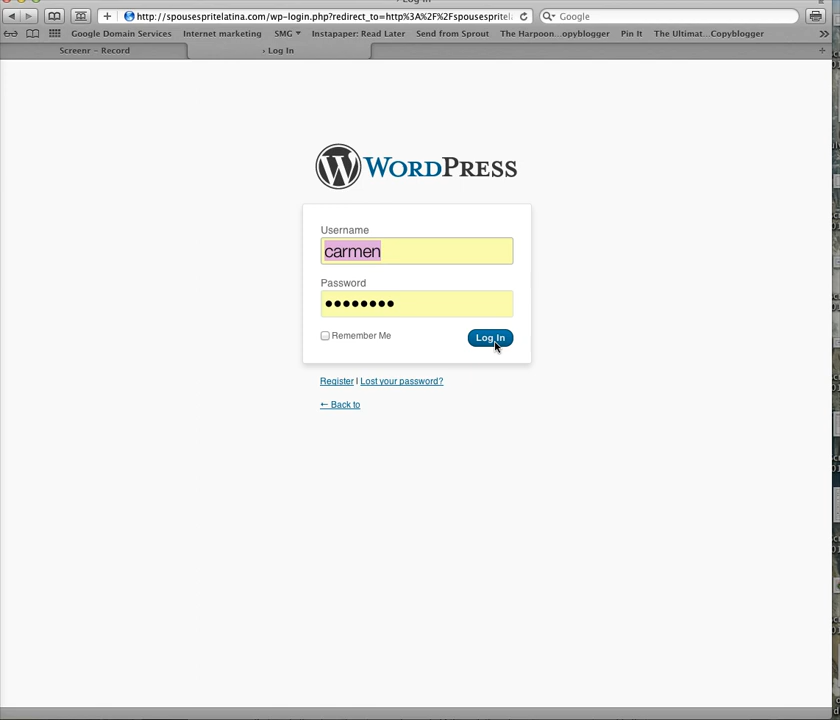 http://spousespritelatina.com/wp-login.php?redirect_to=http%3A%2F%2Fspousespritel
Google
Google Domain Services Internet marketing SMG Instapaper: Read Later Send from Sprout The Harpoon...opyblogger Pin It The Ultimat...Copyblogger
Screenr – Record › Log In
WORDPRESS
Username
carmen
Password
Remember Me
Log In
Register | Lost your password?
← Back to